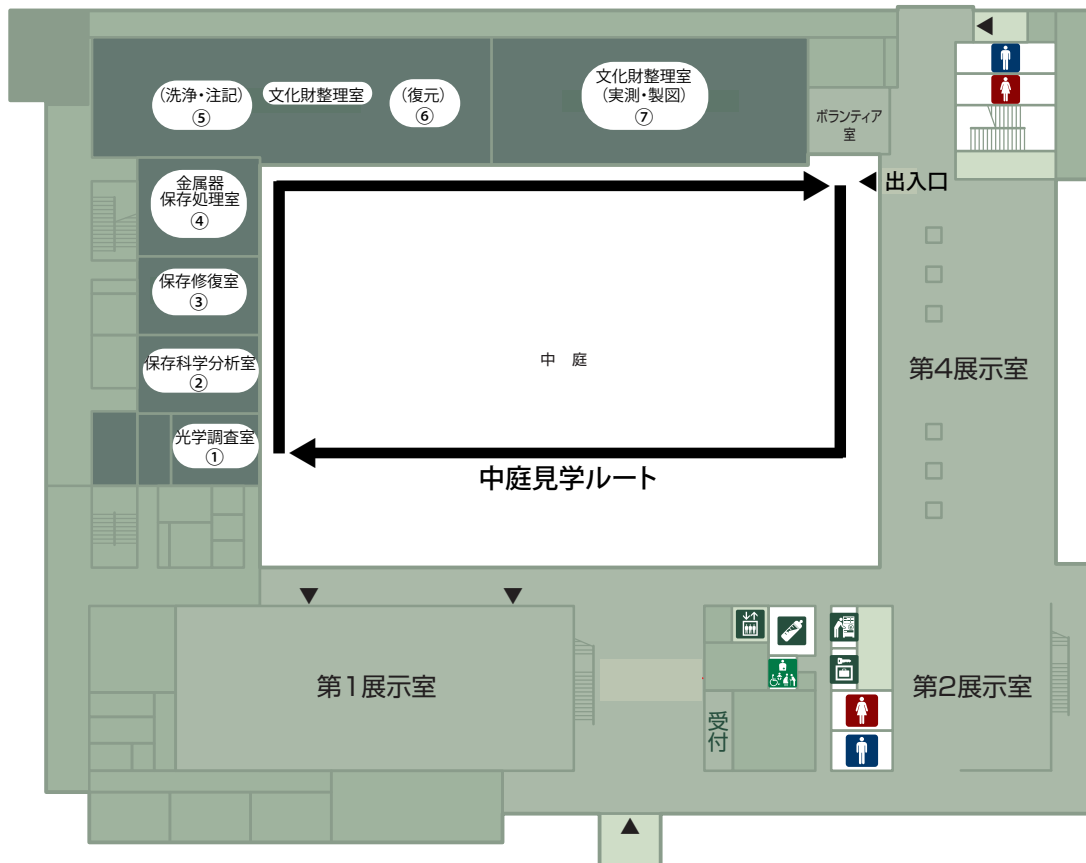 (洗浄・注記)
⑤
文化財整理室
(復元)
⑥
文化財整理室
(実測・製図)
⑦
ボランティア
室
金属器
保存処理室
④
出入口
保存修復室
③
保存科学分析室
②
中 庭
第4展示室
光学調査室
①
中庭見学ルート
第1展示室
受付
第2展示室